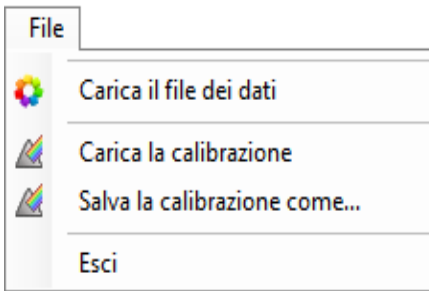 File
Carica il file dei dati
Carica la calibrazione
Salva la calibrazione come...
Esci